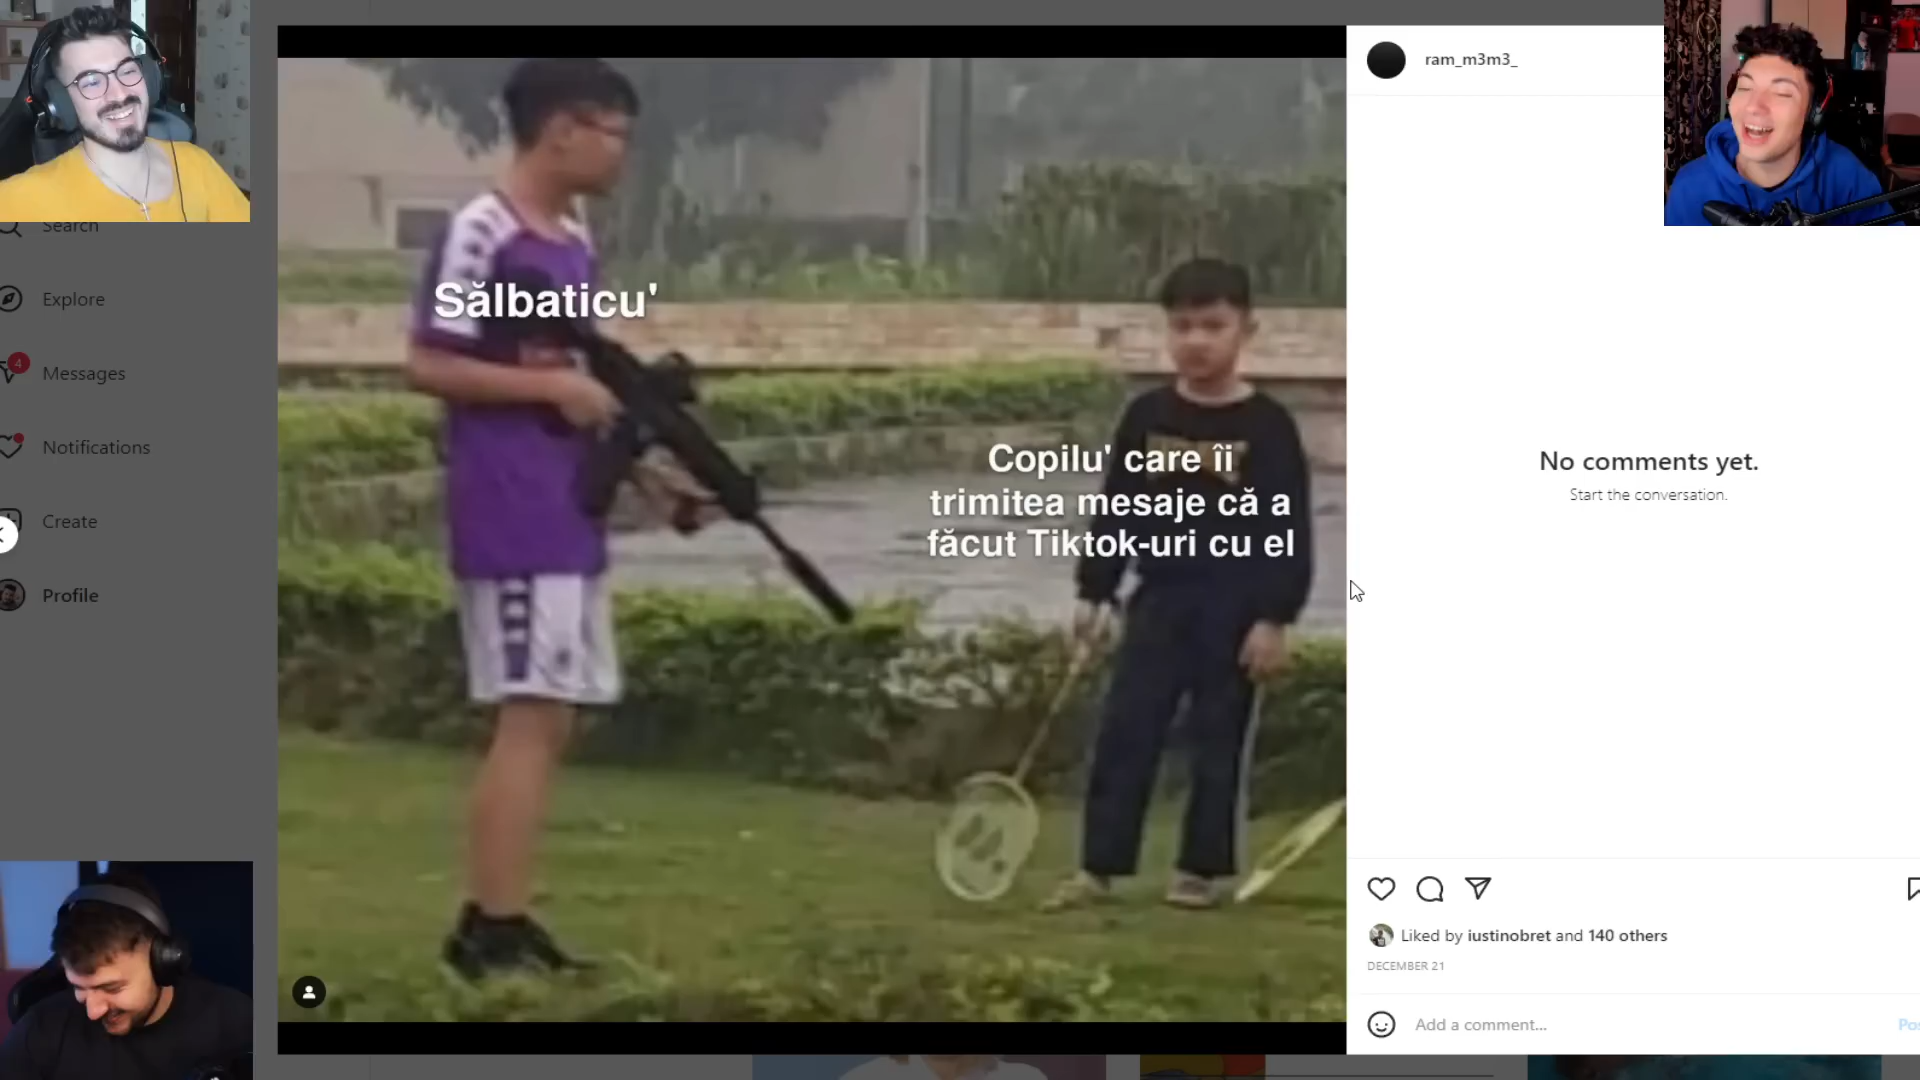 ram_m3m3_
Search
Explore
4
Messages
Notifications
Create
Profile
Sălbaticu'
Copilu' care îi
trimitea mesaje că a
făcut Tiktok-uri cu el
No comments yet.
Start the conversation.
Liked by iustinobret and 140 others
DECEMBER 21
Add a comment...